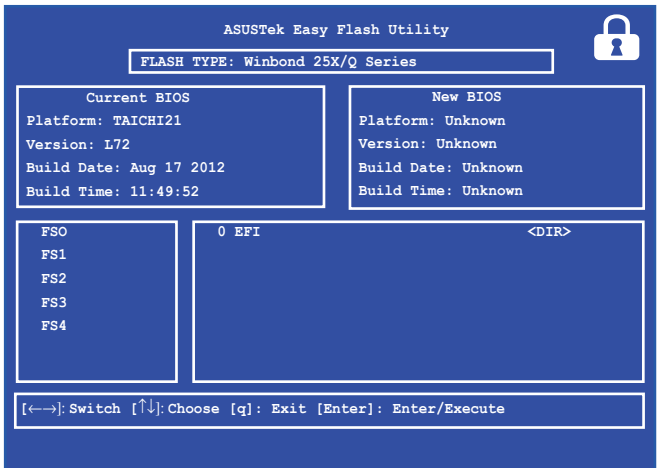 ASUSTek Easy Flash Utility
FLASH TYPE: Winbond 25X/Q Series
Current BIOS
Platform: TAICHI21
Version: L72
Build Date: Aug 17 2012
Build Time: 11:49:52
New BIOS
Platform: Unknown
Version: Unknown
Build Date: Unknown
Build Time: Unknown
FSO
FS1
FS2
FS3
FS4
0 EFI <DIR>
[←→]: Switch [↑↓]: Choose [q]: Exit [Enter]: Enter/Execute